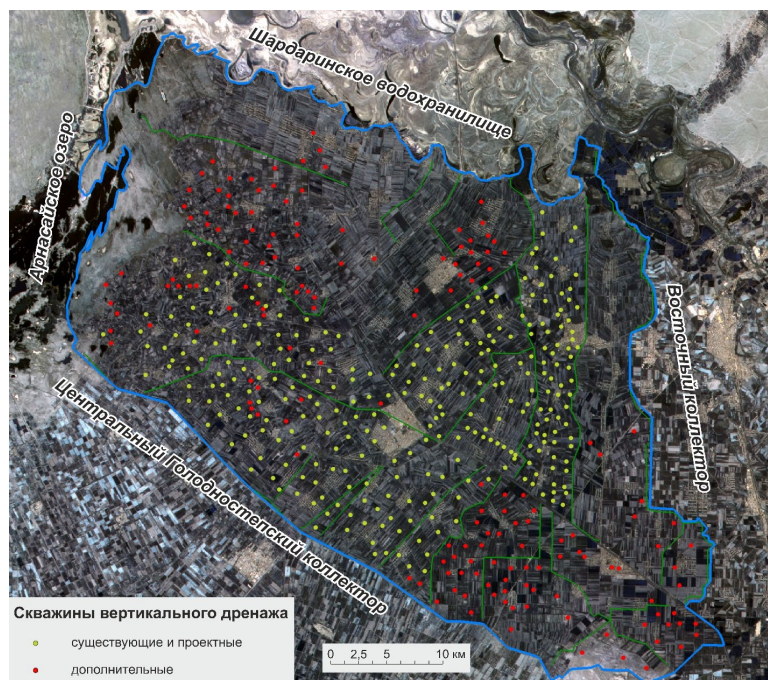 Шардаринское водохранилище
Арнасайское озеро
Восточный коллектор
Центральный Голодностепский коллектор
Скважины вертикального дренажа
существующие и проектные
дополнительные
0 2,5 5 10 км